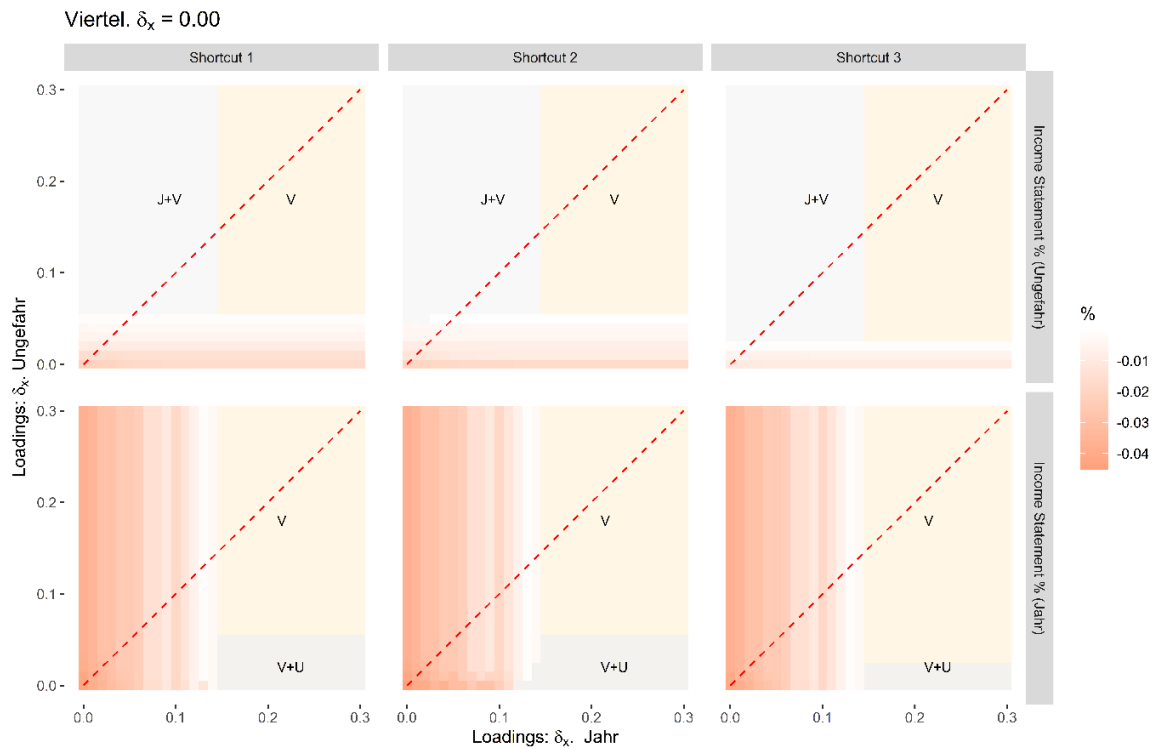 Viertel. δx = 0.00
Shortcut 1
Shortcut 2
Shortcut 3
0.3
0.2
0.1
0.0
J+V
V
J+V
V
J+V
V
Income Statement % (Ungefahr)
Loadings: δx. Ungefahr
%
-0.01
-0.02
-0.03
-0.04
0.3
0.2
0.1
0.0
V
V+U
V
V+U
V
V+U
Income Statement % (Jahr)
0.0 0.1 0.2 0.3
0.0 0.1 0.2 0.3
0.0 0.1 0.2 0.3
Loadings: δx. Jahr